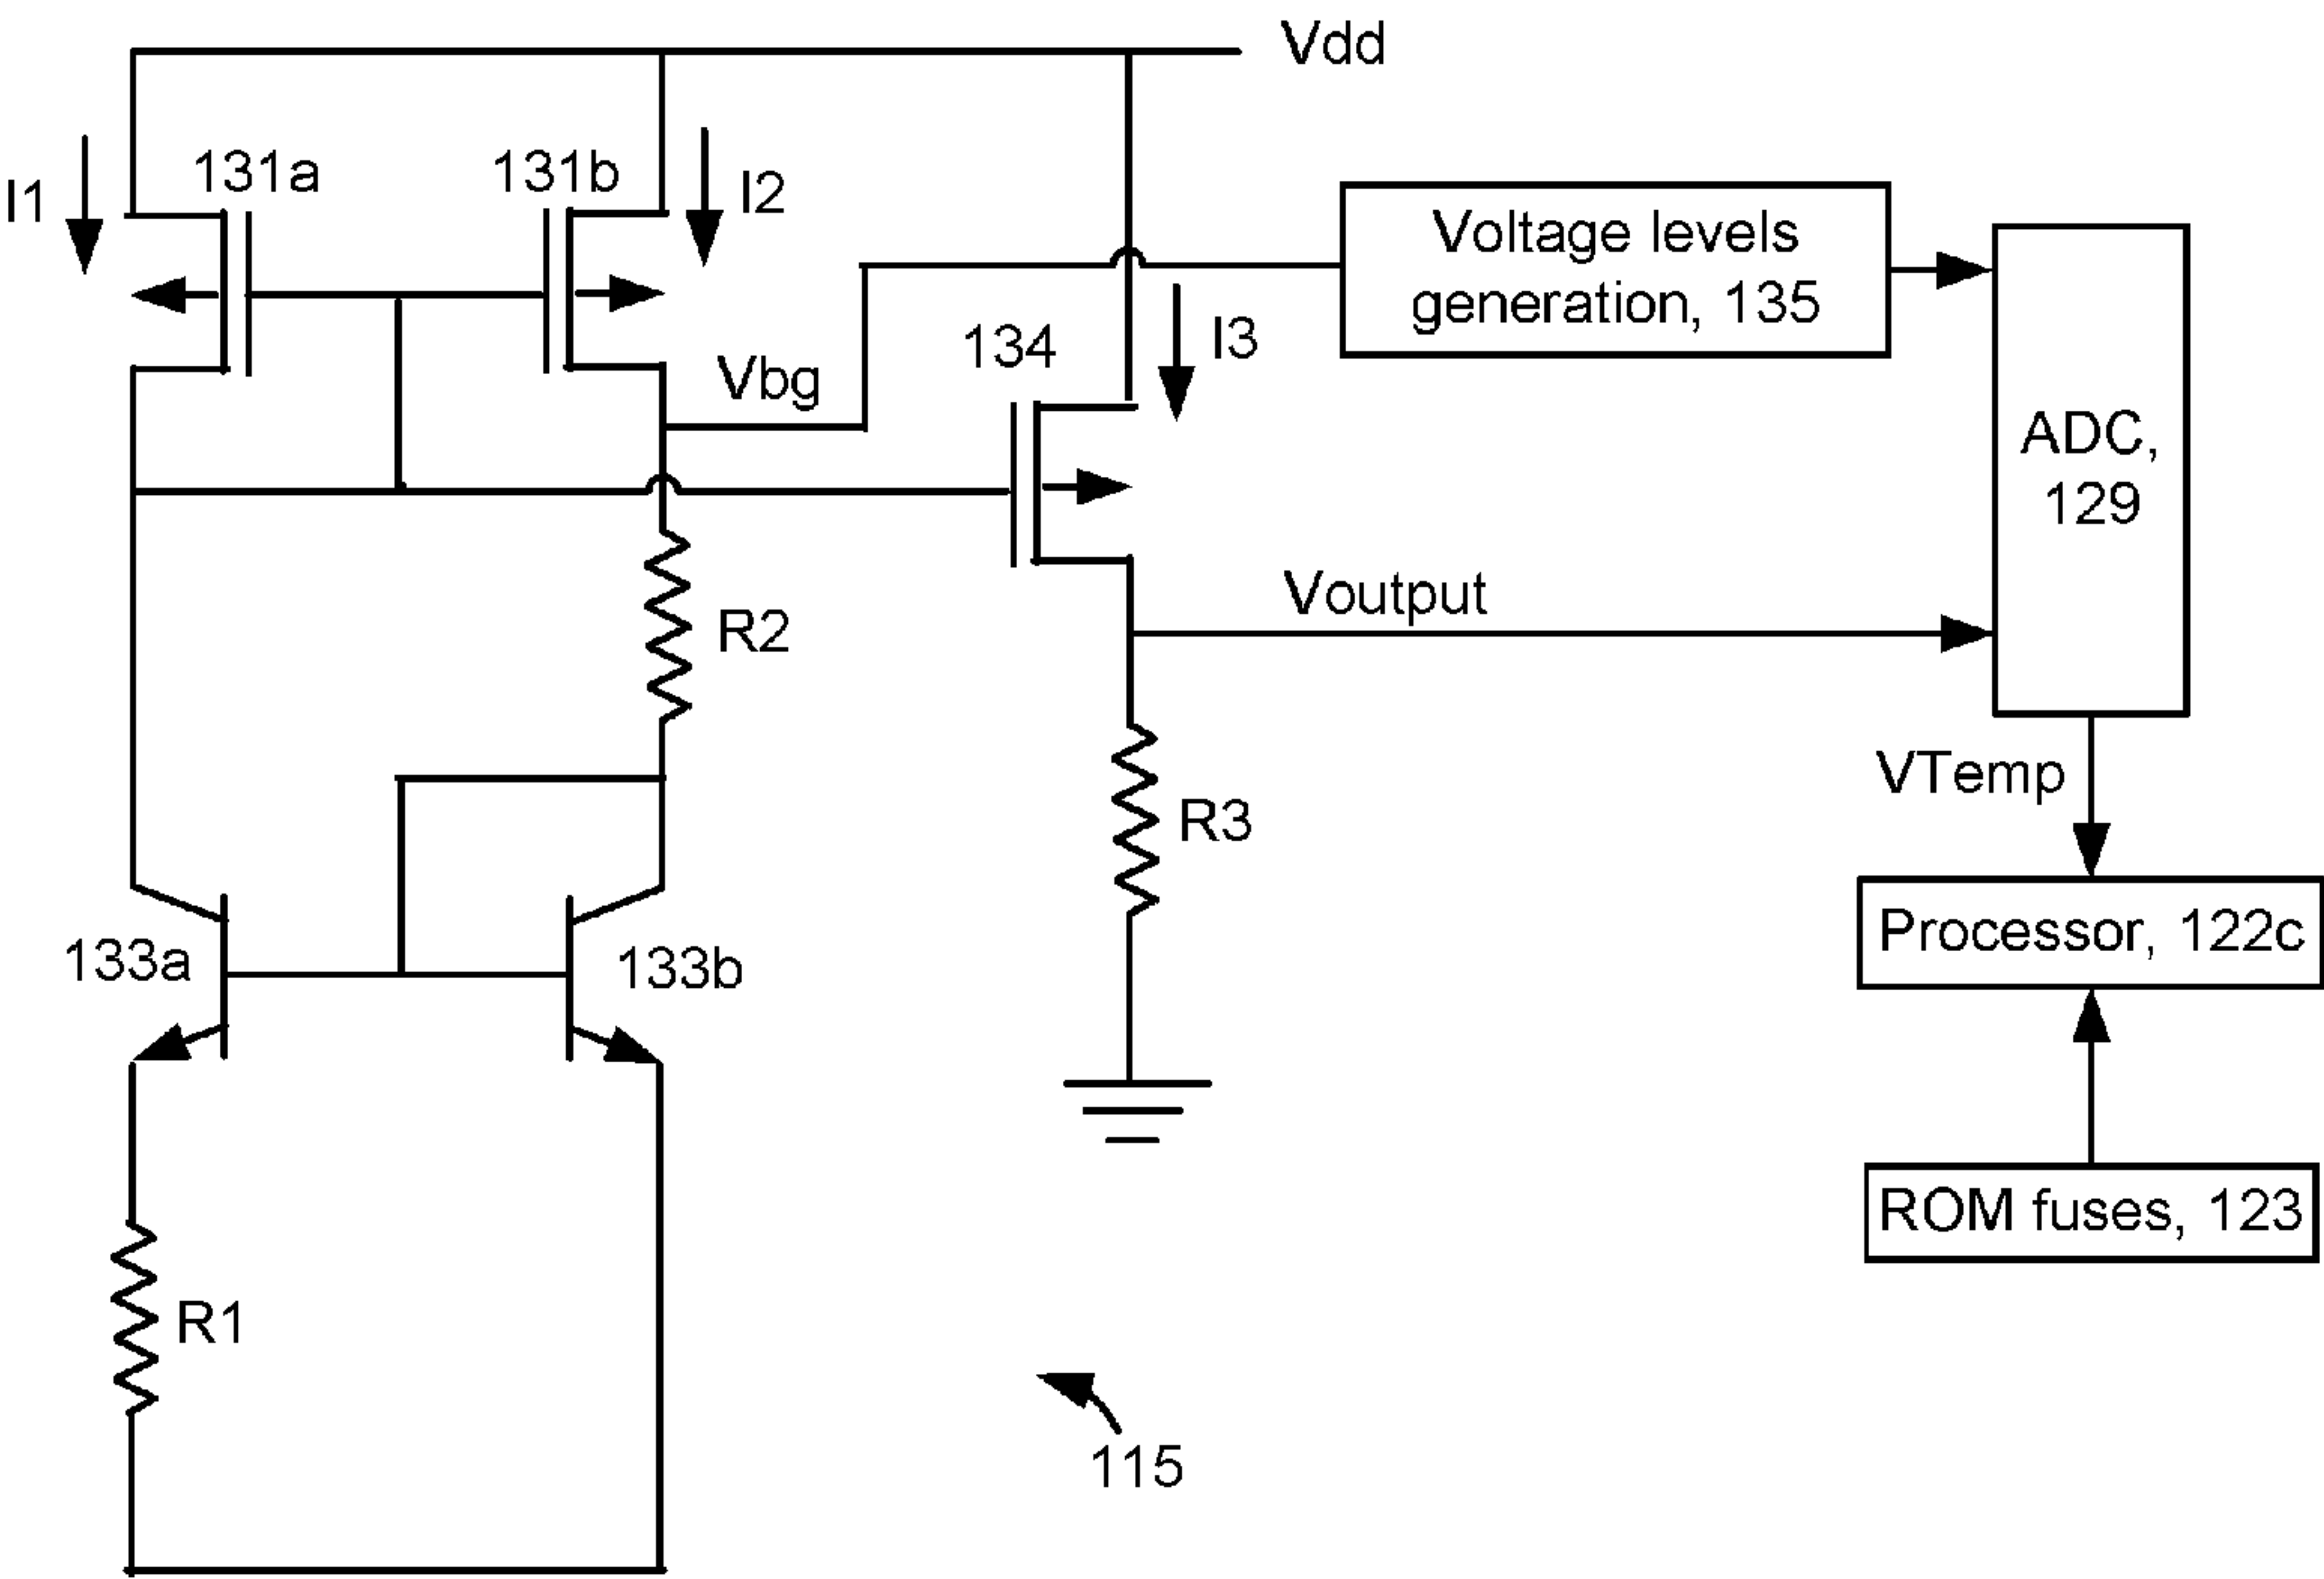 Vdd
I1
131a
131b
I2
Voltage levels
generation, 135
134
I3
Vbg
ADC,
129
Voutput
R2
VTemp
R3
133a
133b
Processor, 122c
ROM fuses, 123
R1
115